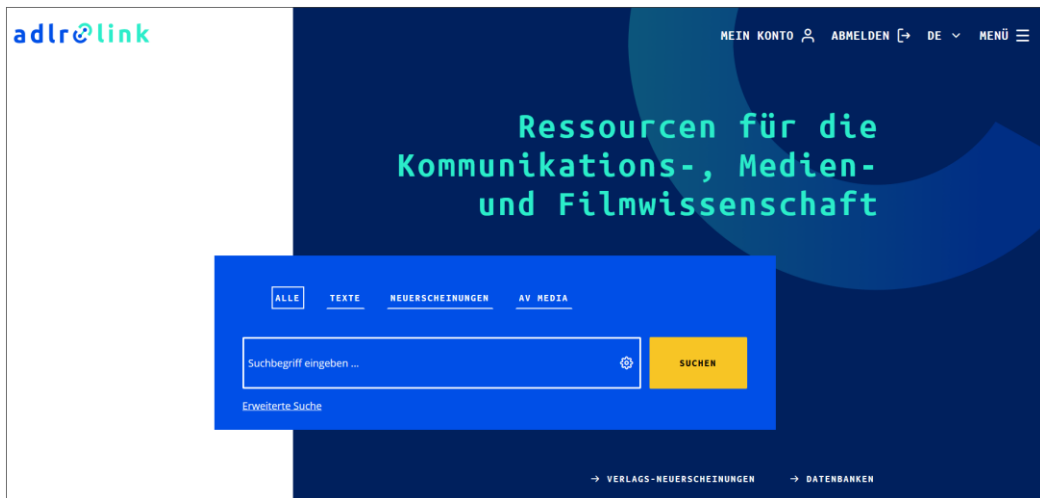 adlr link
MEIN KONTO ABMELDEN DE MENÜ
Ressourcen für die
Kommunikations-, Medien-
und Filmwissenschaft
ALLE TEXTE NEUERSCHEINUNGEN AV MEDIA
Suchbegriff eingeben ...
SUCHEN
Erweiterte Suche
→ VERLAGS-NEUERSCHEINUNGEN → DATENBANKEN